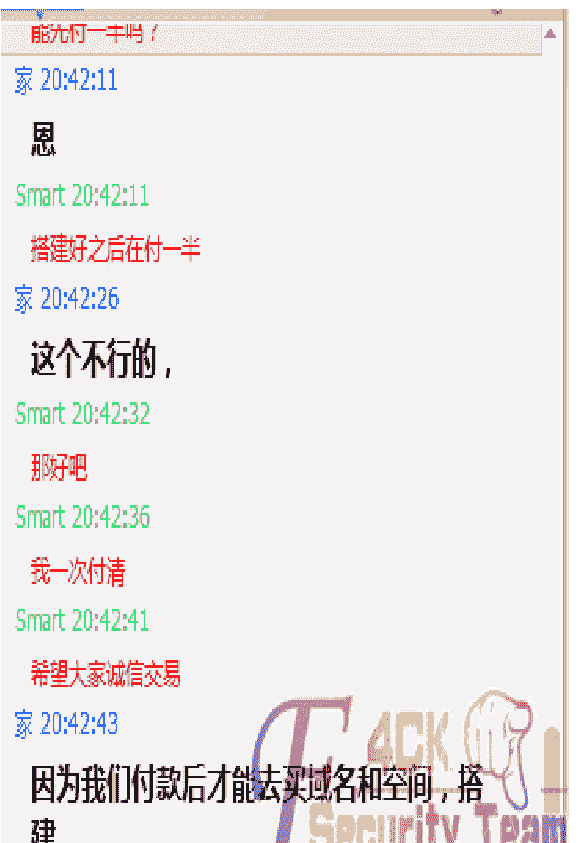 能先付一半吗?
家 20:42:11
恩
Smart 20:42:11
搭建好之后在付一半
家 20:42:26
这个不行的，
Smart 20:42:32
那好吧
Smart 20:42:36
我一次付清
Smart 20:42:41
希望大家诚信交易
家 20:42:43
因为我们付款后才能去买域名和空间，搭
建
F4CK
Security Team